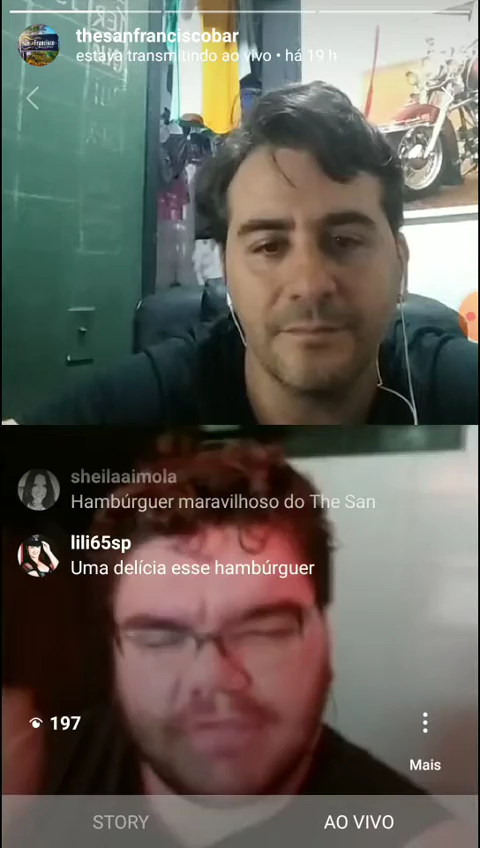 thesanfranciscobar
estava transmitindo ao vivo • há 19 h
sheilaaimola
Hambúrguer maravilhoso do The San
lili65sp
Uma delícia esse hambúrguer
197
Mais
STORY
AO VIVO